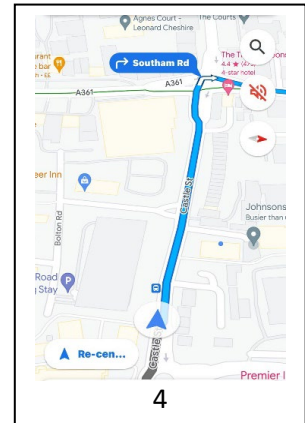 Agnes Court -
Leonard Cheshire
The Courts
Southam Rd
The T
4.4
4-star hotel
A361
A361
eer Inn
Castle St
Bolton Rd
Johnsons
Busier than
Road
Stay
Re-cen...
Castle
Premier I
4